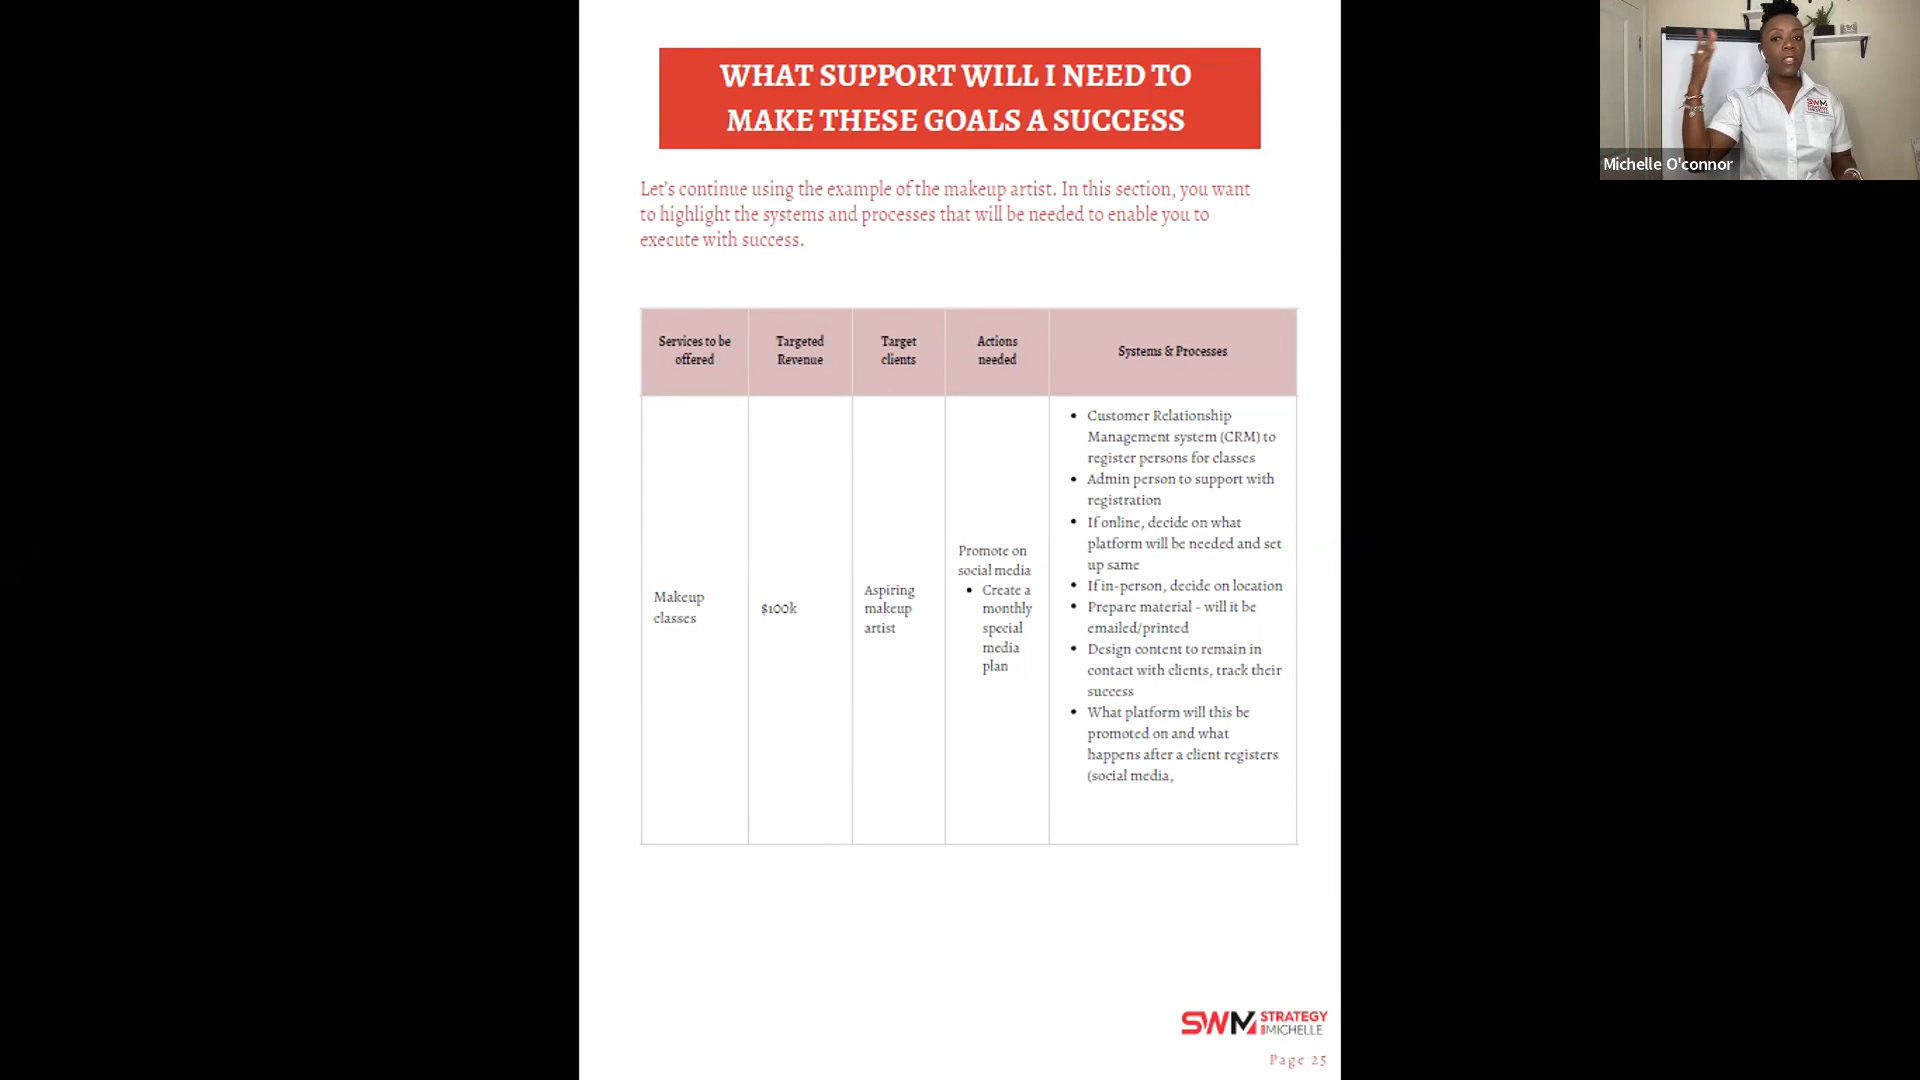 WHAT SUPPORT WILL I NEED TO
MAKE THESE GOALS A SUCCESS
Let's continue using the example of the makeup artist. In this section, you want
to highlight the systems and processes that will be needed to enable you to
execute with success.
Services to be
offered
Targeted
Revenue
Target
clients
Actions
needed
Systems & Processes
Makeup
classes
$100k
Aspiring
makeup
artist
Promote on
social media
• Create a
monthly
special
media
plan
• Customer Relationship
Management system (CRM) to
register persons for classes
• Admin person to support with
registration
• If online, decide on what
platform will be needed and set
up same
• If in-person, decide on location
• Prepare material - will it be
emailed/printed
• Design content to remain in
contact with clients, track their
success
• What platform will this be
promoted on and what
happens after a client registers
(social media,
SWM STRATEGY
MICHELLE
Page 25
SWM
Michelle O'connor